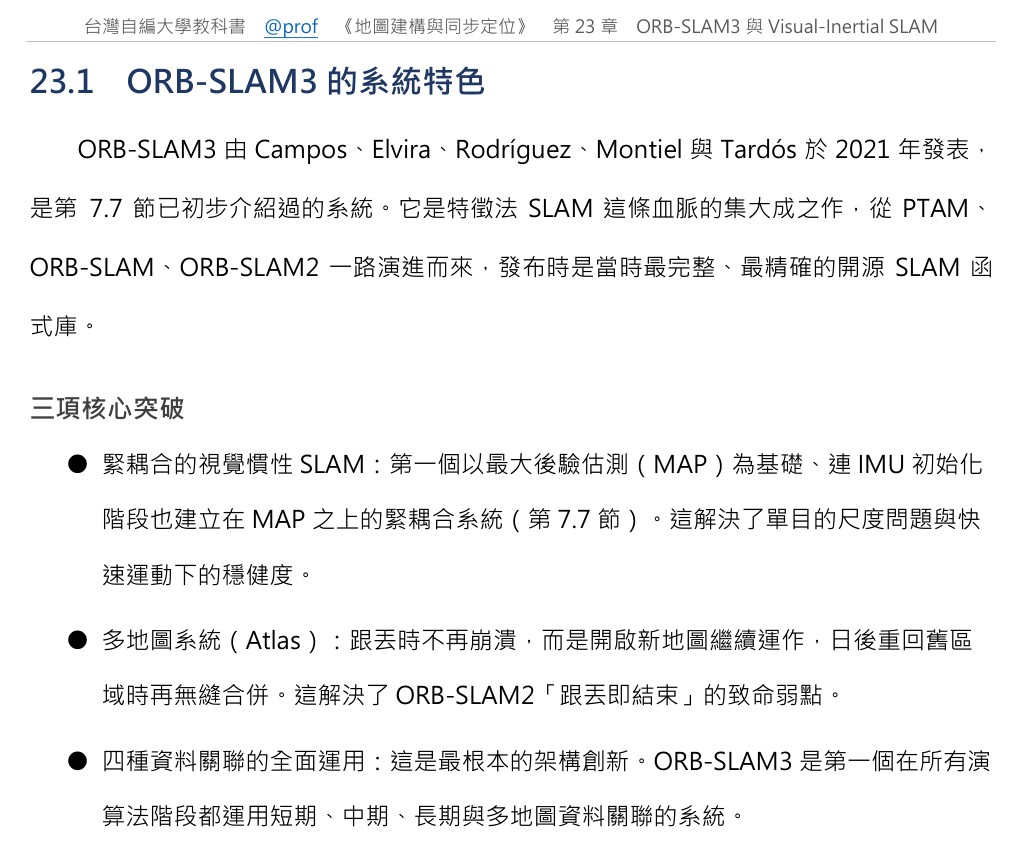 台灣自編大學教科書 @prof 《地圖建構與同步定位》 第 23 章 ORB-SLAM3 與 Visual-Inertial SLAM
23.1 ORB-SLAM3 的系統特色
ORB-SLAM3 由 Campos、Elvira、Rodríguez、Montiel 與 Tardós 於 2021 年發表，
是第 7.7 節已初步介紹過的系統。它是特徵法 SLAM 這條血脈的集大成之作，從 PTAM、
ORB-SLAM、ORB-SLAM2 一路演進而來，發布時是當時最完整、最精確的開源 SLAM 函
式庫。
三項核心突破
● 緊耦合的視覺慣性 SLAM：第一個以最大後驗估測（MAP）為基礎、連 IMU 初始化
階段也建立在 MAP 之上的緊耦合系統（第 7.7 節）。這解決了單目的尺度問題與快
速運動下的穩健度。
● 多地圖系統（Atlas）：跟丟時不再崩潰，而是開啟新地圖繼續運作，日後重回舊區
域時再無縫合併。這解決了 ORB-SLAM2「跟丟即結束」的致命弱點。
● 四種資料關聯的全面運用：這是最根本的架構創新。ORB-SLAM3 是第一個在所有演
算法階段都運用短期、中期、長期與多地圖資料關聯的系統。